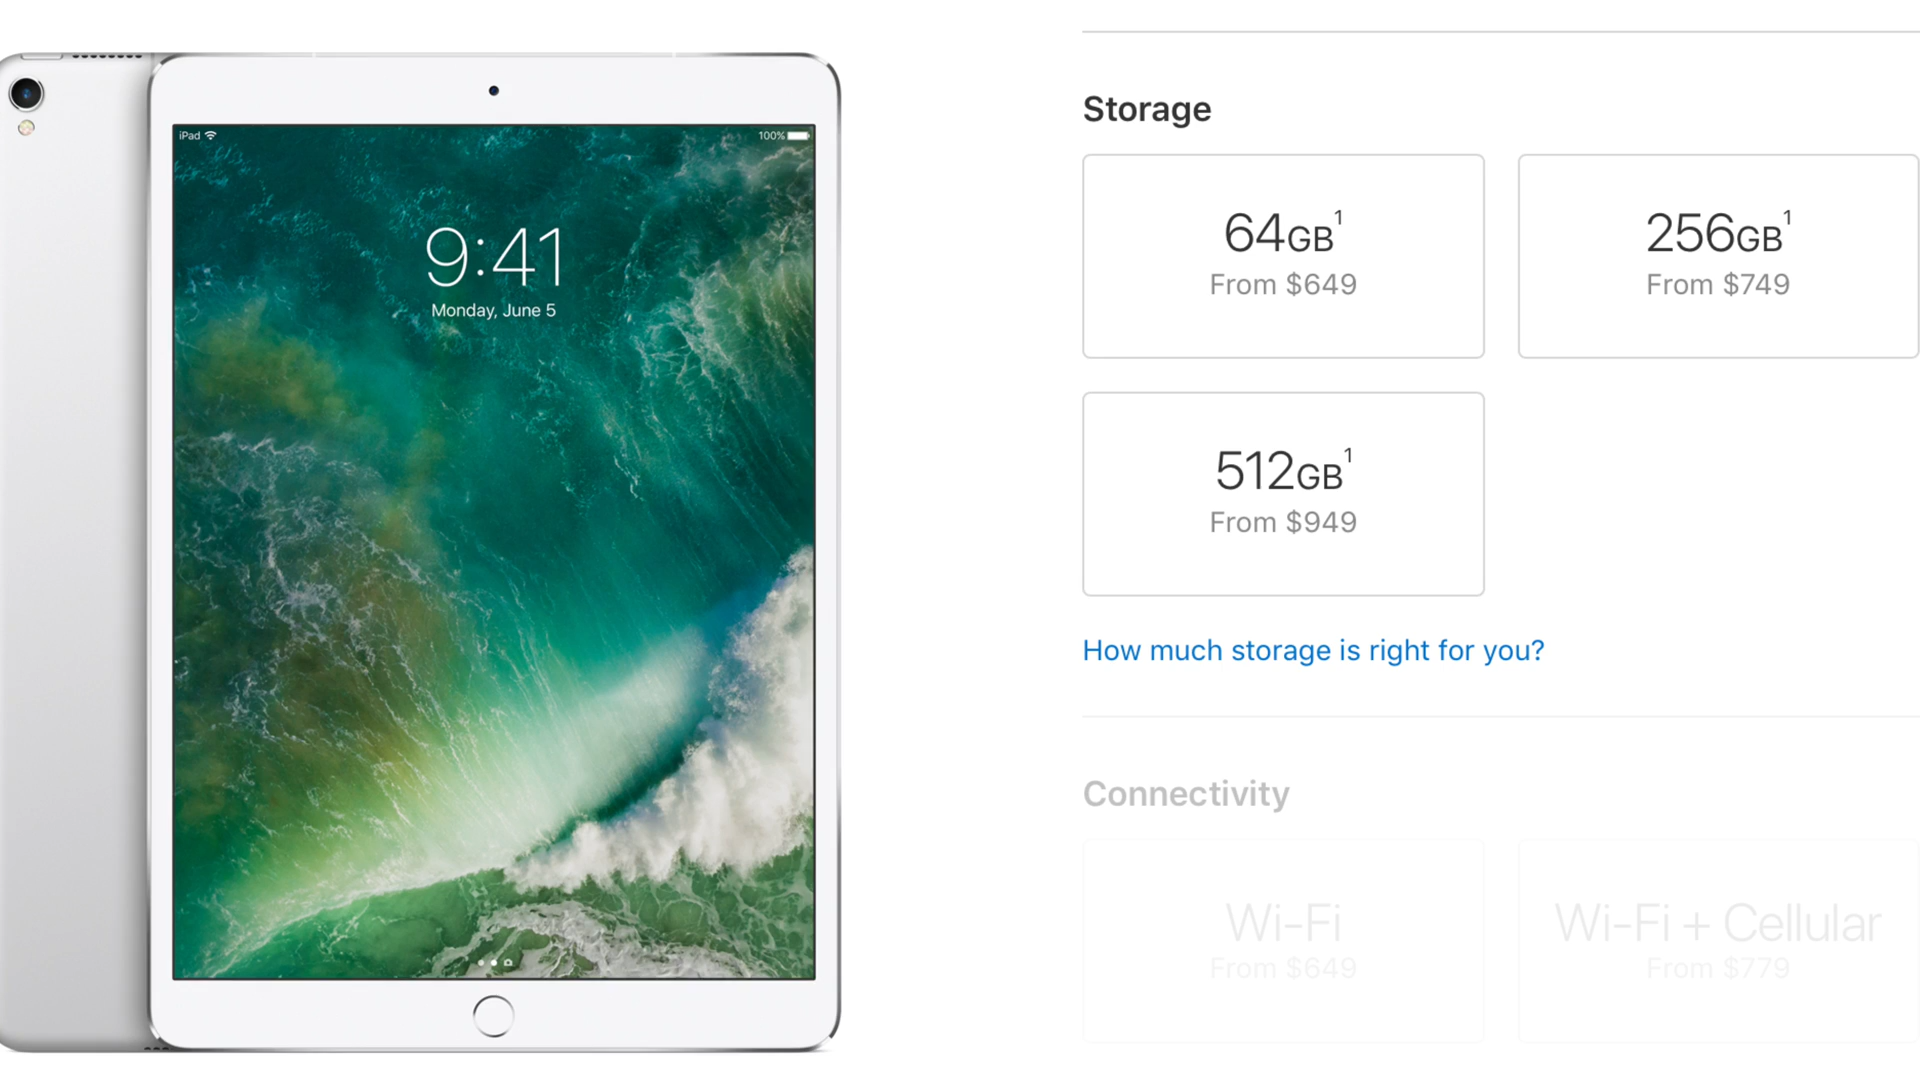 iPad
100%
9:41
Monday, June 5
Storage
64GB¹
From $649
256GB¹
From $749
512GB¹
From $949
How much storage is right for you?
Connectivity
Wi-Fi
From $649
Wi-Fi + Cellular
From $779